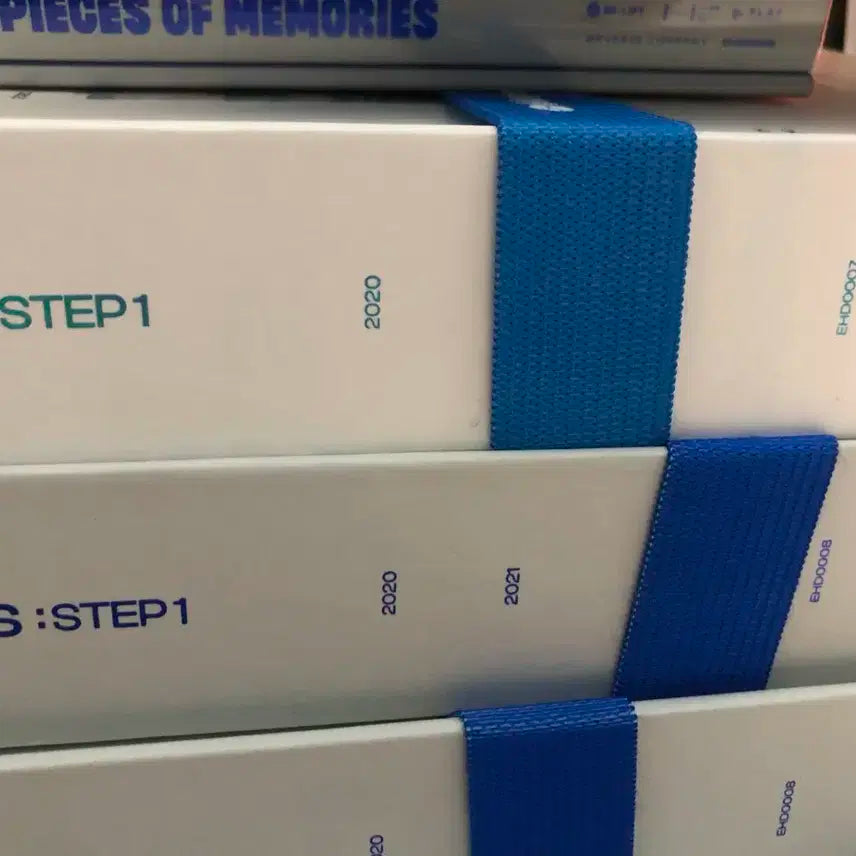 PIECES OF MEMORIES
:STEP1
2020
EHD0007
S :STEP1
2020
2021
EHD0008
EHD0008